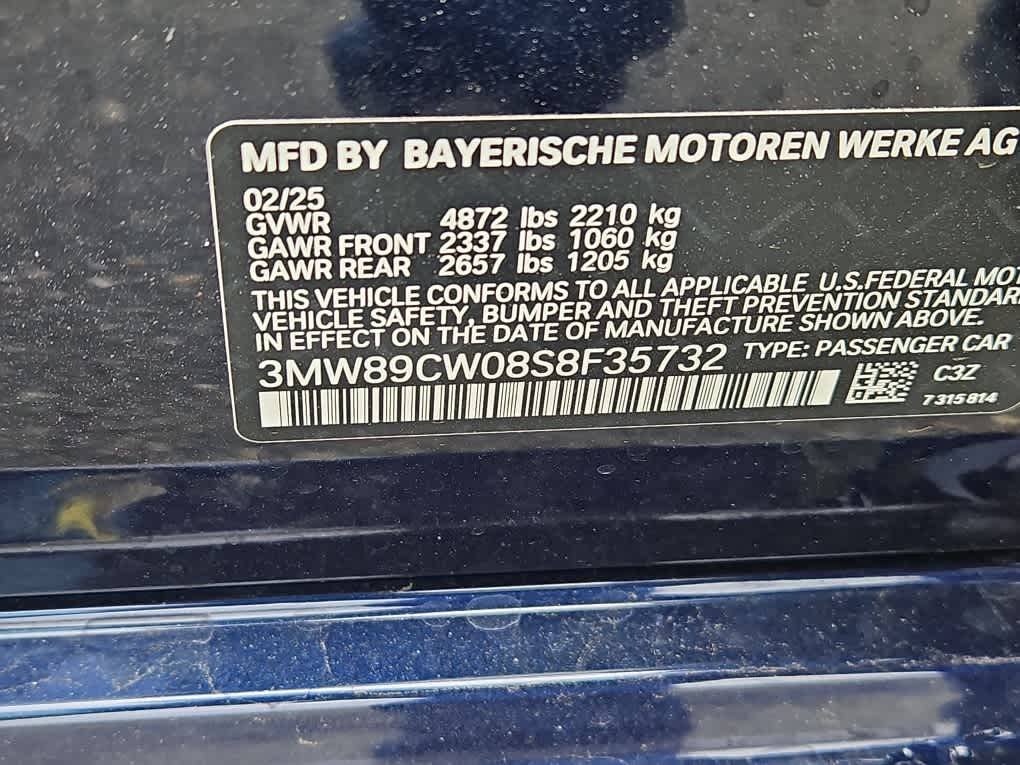 MFD BY BAYERISCHE MOTOREN WERKE AG
02/25
GVWR 4872 lbs 2210 kg
GAWR FRONT 2337 lbs 1060 kg
GAWR REAR 2657 lbs 1205 kg
THIS VEHICLE CONFORMS TO ALL APPLICABLE U.S.FEDERAL MOT
VEHICLE SAFETY, BUMPER AND THEFT PREVENTION STANDAR
IN EFFECT ON THE DATE OF MANUFACTURE SHOWN ABOVE.
3MW89CW08S8F35732 TYPE: PASSENGER CAR
C3Z
7315814